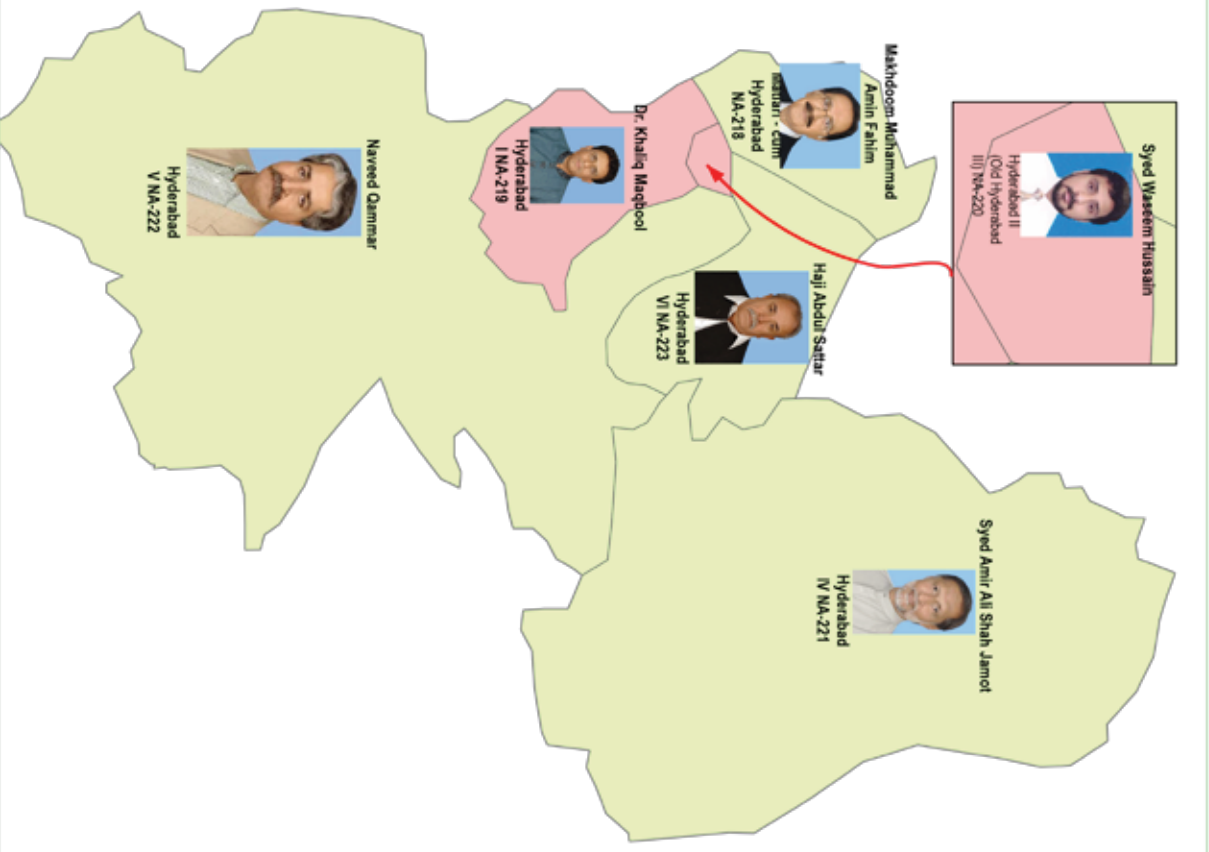 Syed Waseem Hussain
Hyderabad II
(Old Hyderabad
III) NA-220
Syed Amir Ali Shah Jamot
Hyderabad
IV NA-221
Makhdoom Muhammad
Amin Fahim
Matiari - cum
Hyderabad
NA-218
Haji Abdul Sattar
Hyderabad
VI NA-223
Dr. Khaliq Maqbool
Hyderabad
I NA-219
Naveed Qammar
Hyderabad
V NA-222